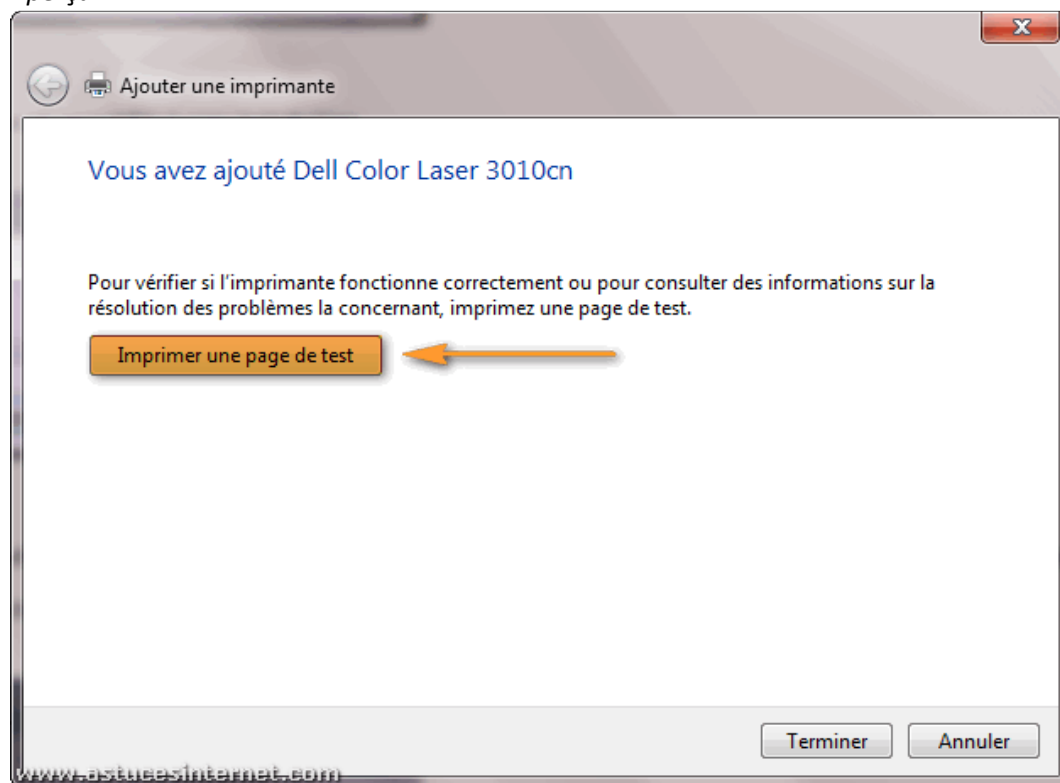 X
Ajouter une imprimante
Vous avez ajouté Dell Color Laser 3010cn
Pour vérifier si l'imprimante fonctionne correctement ou pour consulter des informations sur la
résolution des problèmes la concernant, imprimez une page de test.
Imprimer une page de test
Terminer Annuler
www.astucesinternet.com